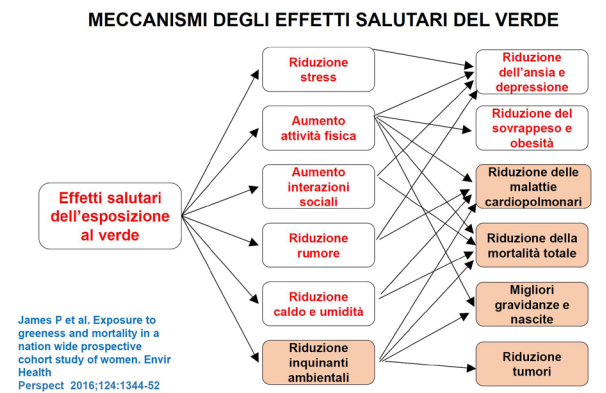 MECCANISMI DEGLI EFFETTI SALUTARI DEL VERDE
Effetti salutari
dell'esposizione
al verde
Riduzione
stress
Aumento
attività fisica
Aumento
interazioni
sociali
Riduzione
rumore
Riduzione
caldo e umidità
Riduzione
inquinanti
ambientali
Riduzione
dell'ansia e
depressione
Riduzione del
sovrappeso e
obesità
Riduzione delle
malattie
cardiopolmonari
Riduzione della
mortalità totale
Migliori
gravidanze e
nascite
Riduzione
tumori
James P et al. Exposure to
greeness and mortality in a
nation wide prospective
cohort study of women. Envir
Health
Perspect 2016;124:1344-52